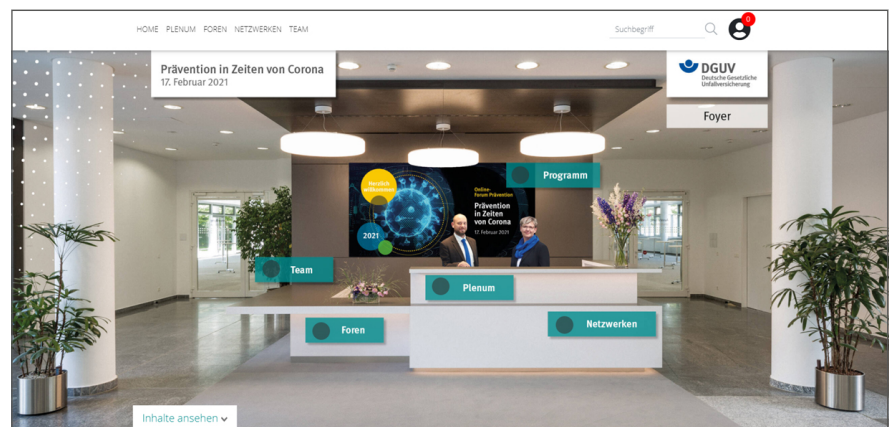 HOME PLENUM FOREN NETZWERKEN TEAM
Suchbegriff
0
Prävention in Zeiten von Corona
17. Februar 2021
DGUV
Deutsche Gesetzliche
Unfallversicherung
Foyer
Programm
Herzlich
willkommen
2021
Online-
Forum Prävention
Prävention
in Zeiten
von Corona
17. Februar 2021
Team
Plenum
Foren
Netzwerken
Inhalte ansehen